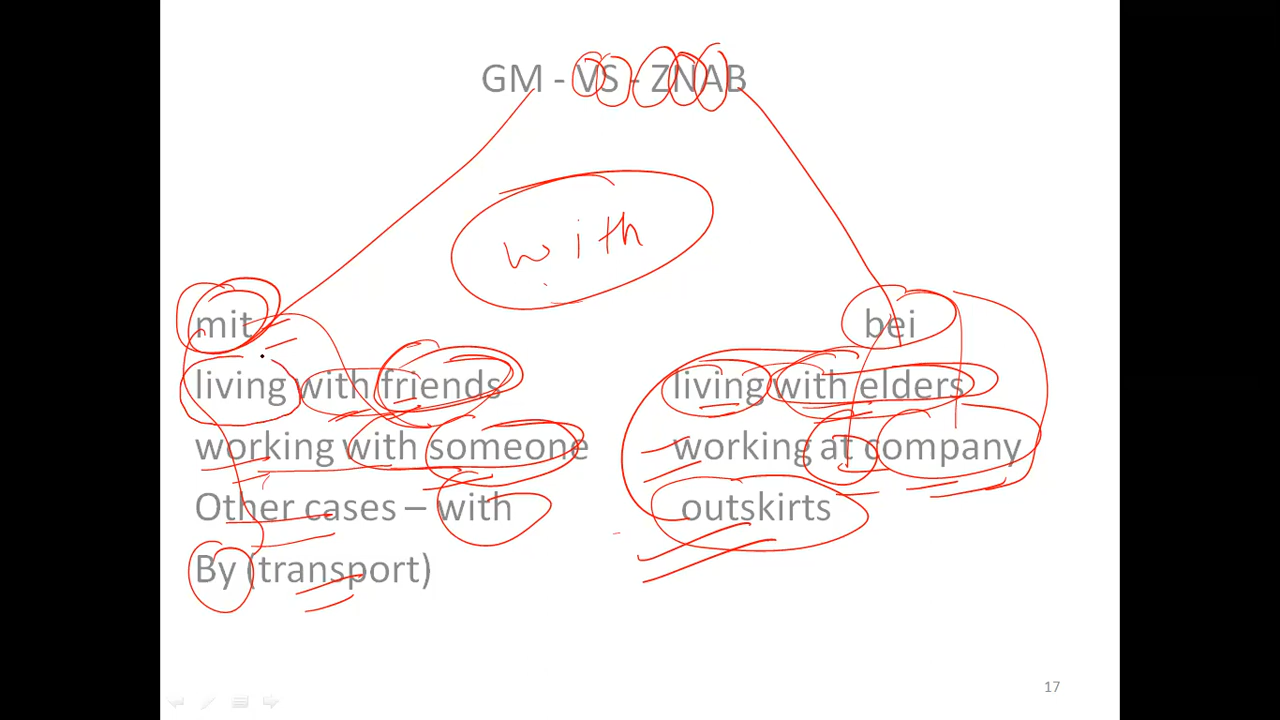 GM - VS - ZNAB
with
mit
living with friends
working with someone
Other cases – with
By (transport)
bei
living with elders
working at company
outskirts
17